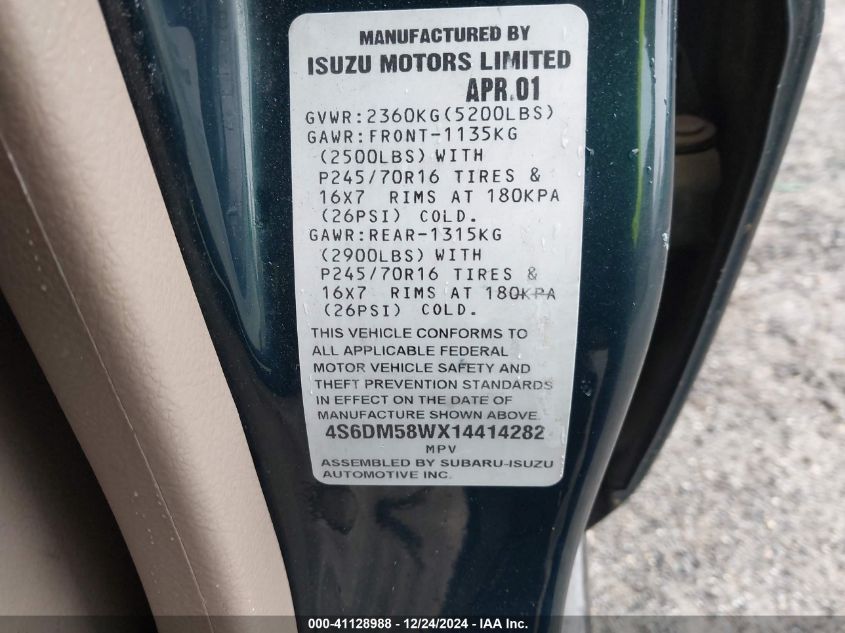 MANUFACTURED BY
ISUZU MOTORS LIMITED
APR.01
GVWR:2360KG(5200LBS)
GAWR:FRONT-1135KG
(2500LBS) WITH
P245/70R16 TIRES &
16X7 RIMS AT 180KPA
(26PSI) COLD.
GAWR:REAR-1315KG
(2900LBS) WITH
P245/70R16 TIRES &
16X7 RIMS AT 180KPA
(26PSI) COLD.
THIS VEHICLE CONFORMS TO
ALL APPLICABLE FEDERAL
MOTOR VEHICLE SAFETY AND
THEFT PREVENTION STANDARDS
IN EFFECT ON THE DATE OF
MANUFACTURE SHOWN ABOVE.
4S6DM58WX14414282
MPV
ASSEMBLED BY SUBARU-ISUZU
AUTOMOTIVE INC.
000-41128988 - 12/24/2024 - IAA Inc.